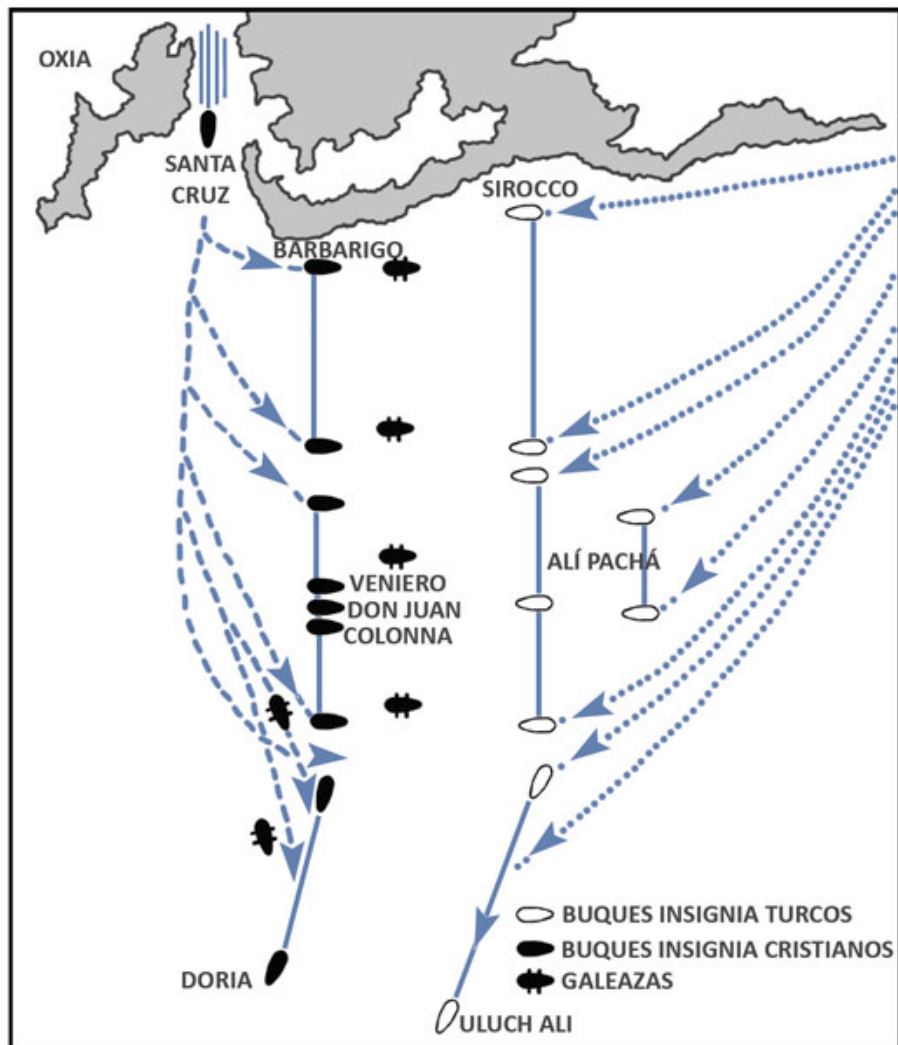 OXIA
SANTA
CRUZ
SIROCCO
BARBARIGO
VENIERO
DON JUAN
COLONNA
ALÍ PACHÁ
BUQUES INSIGNIA TURCOS
BUQUES INSIGNIA CRISTIANOS
GALEAZAS
DORIA
ULUCH ALI